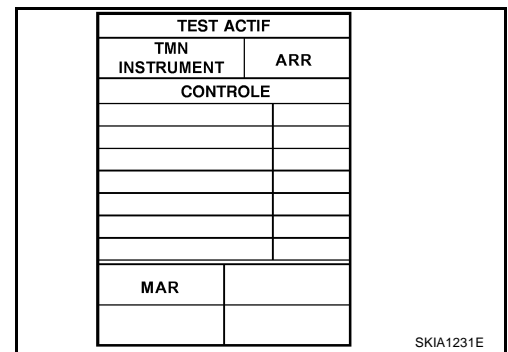 TEST ACTIF
TMN
INSTRUMENT
ARR
CONTROLE
MAR
SKIA1231E